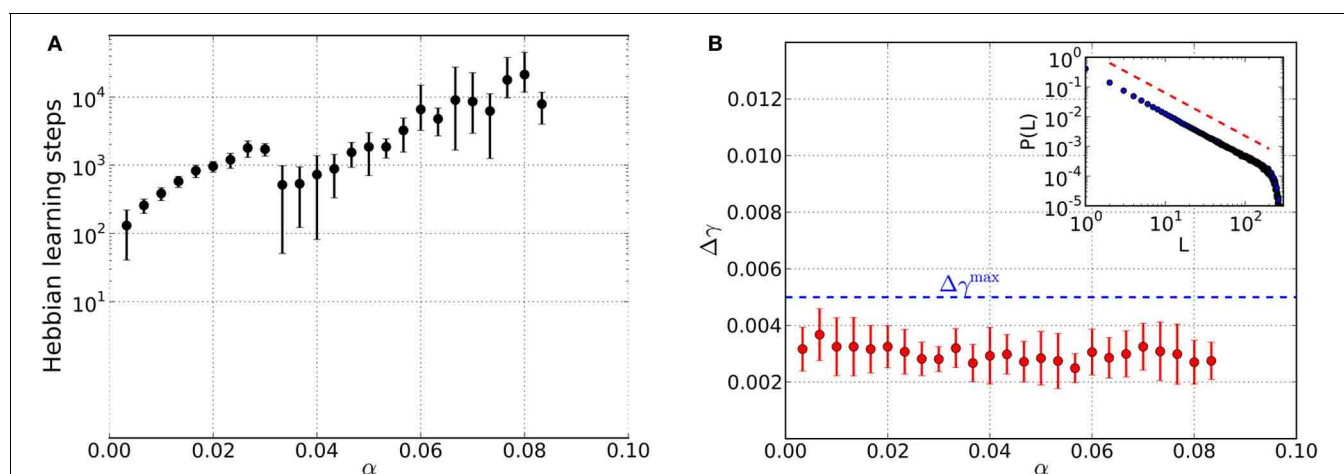 A
Hebbian learning steps
10^4
10^3
10^2
10^1
0.00 0.02 0.04 0.06 0.08 0.10
α
B
Δγ
0.012
0.010
0.008
0.006
0.004
0.002
Δγ^max
0.00 0.02 0.04 0.06 0.08 0.10
α
P(L)
10^0
10^-1
10^-2
10^-3
10^-4
10^-5
10^0 10^1 10^2
L